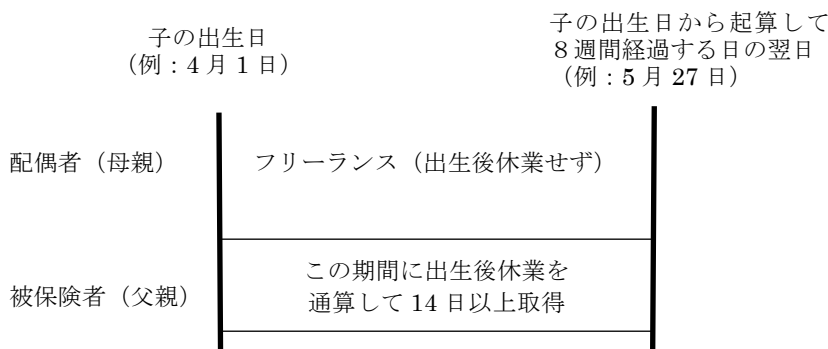 子の出生日
（例：4 月 1 日）
子の出生日から起算して
８週間経過する日の翌日
（例：5 月 27 日）
配偶者（母親）
フリーランス（出生後休業せず）
被保険者（父親）
この期間に出生後休業を
通算して 14 日以上取得